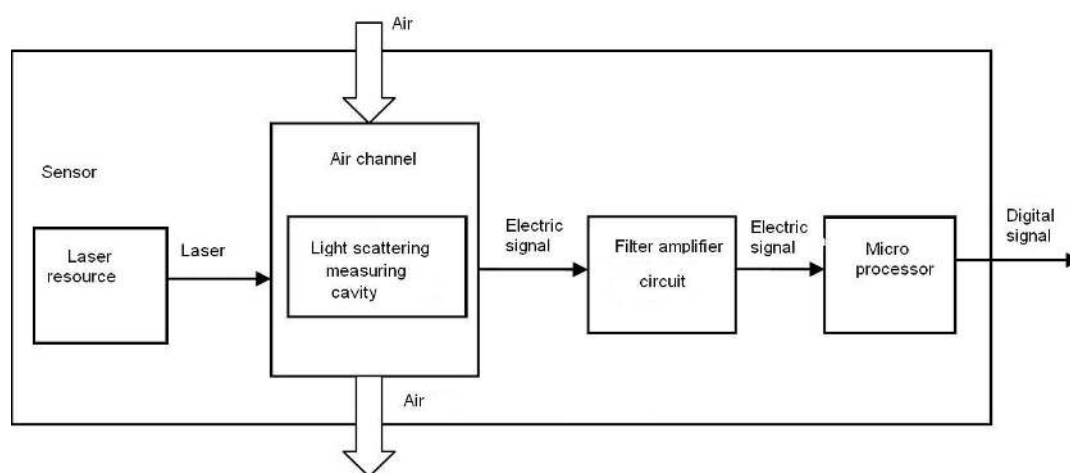 Air
Sensor
Air channel
Laser
resource
Laser
Light scattering
measuring
cavity
Electric
signal
Filter amplifier
circuit
Electric
signal
Micro
processor
Digital
signal
Air